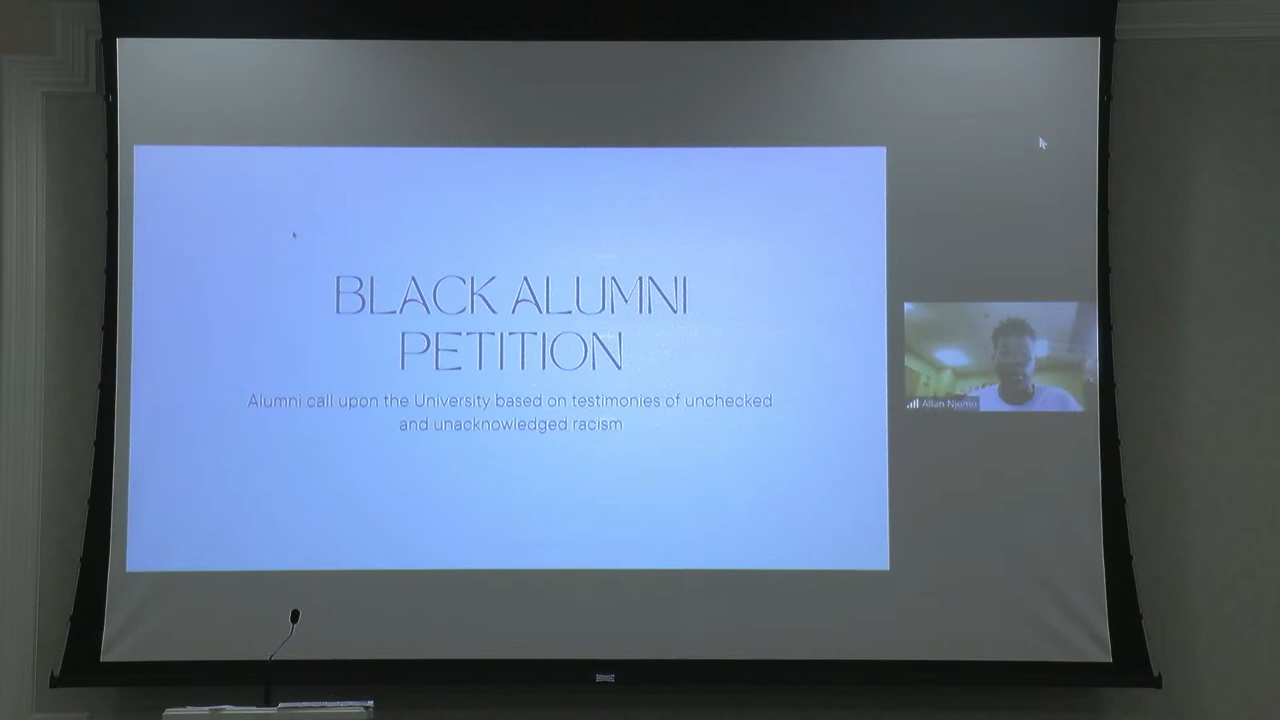 BLACK ALUMNI
PETITION
Alumni call upon the University based on testimonies of unchecked
and unacknowledged racism
Allan Njomo